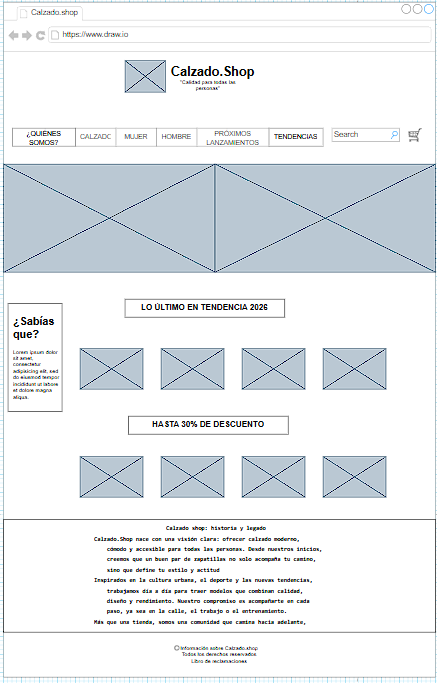 Calzado.shop
https://www.draw.io
Calzado.Shop
"Calidad para todas las
personas"
¿QUIENES
SOMOS?
CALZADO
MUJER
HOMBRE
PRÓXIMOS
LANZAMIENTOS
TENDENCIAS
Search
LO ÚLTIMO EN TENDENCIA 2026
¿Sabías
que?
Lorem ipsum dolor
sit amet,
consectetur
adipisicing elit, sed
do eiusmod tempor
incididunt ut labore
et dolore magna
aliqua.
HASTA 30% DE DESCUENTO
Calzado shop: historia y legado
Calzado.Shop nace con una visión clara: ofrecer calzado moderno,
cómodo y accesible para todas las personas. Desde nuestros inicios,
creemos que un buen par de zapatillas no solo acompaña tu camino,
sino que define tu estilo y actitud
Inspirados en la cultura urbana, el deporte y las nuevas tendencias,
trabajamos día a día para traer modelos que combinan calidad,
diseño y rendimiento. Nuestro compromiso es acompañarte en cada
paso, ya sea en la calle, el trabajo o el entrenamiento.
Más que una tienda, somos una comunidad que camina hacia adelante,
Información sobre Calzado.shop
Todos los derechos reservados
Libro de reclamaciones